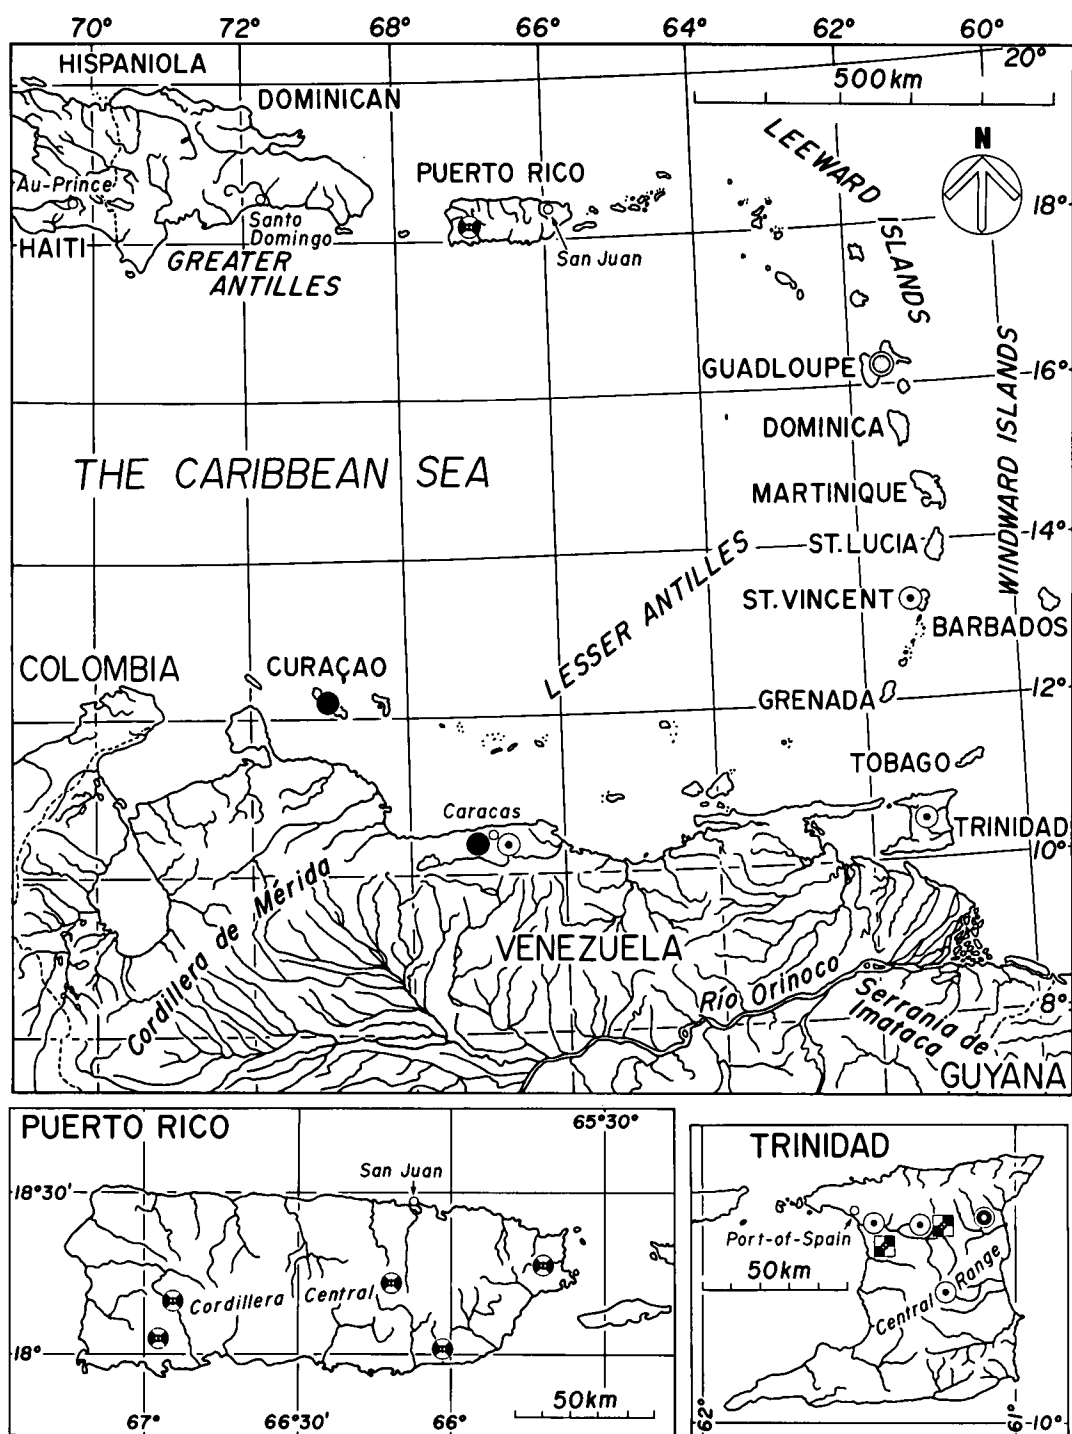 70° 68° 66° 64° 62° 60°
20°
HISPANIOLA
DOMINICAN
500km
N
LEEWARD ISLANDS
PUERTO RICO
Au-Prince
18°
Santo
Domingo
San Juan
HAITI
GREATER
ANTILLES
GUADLOUPE
16°
WINDWARD ISLANDS
DOMINICA
THE CARIBBEAN SEA
MARTINIQUE
14°
ST.LUCIA
LESSER ANTILLES
ST.VINCENT
BARBADOS
COLOMBIA
CURAÇAO
12°
GRENADA
TOBAGO
Caracas
TRINIDAD
10°
Cordillera de Mérida
VENEZUELA
Río Orinoco
8°
Serranía de
Imataca
GUYANA
PUERTO RICO
65°30'
San Juan
18°30'
Cordillera Central
18°
50km
67° 66°30' 66°
TRINIDAD
Port-of-Spain
50km
Central Range
62° 61° 10°